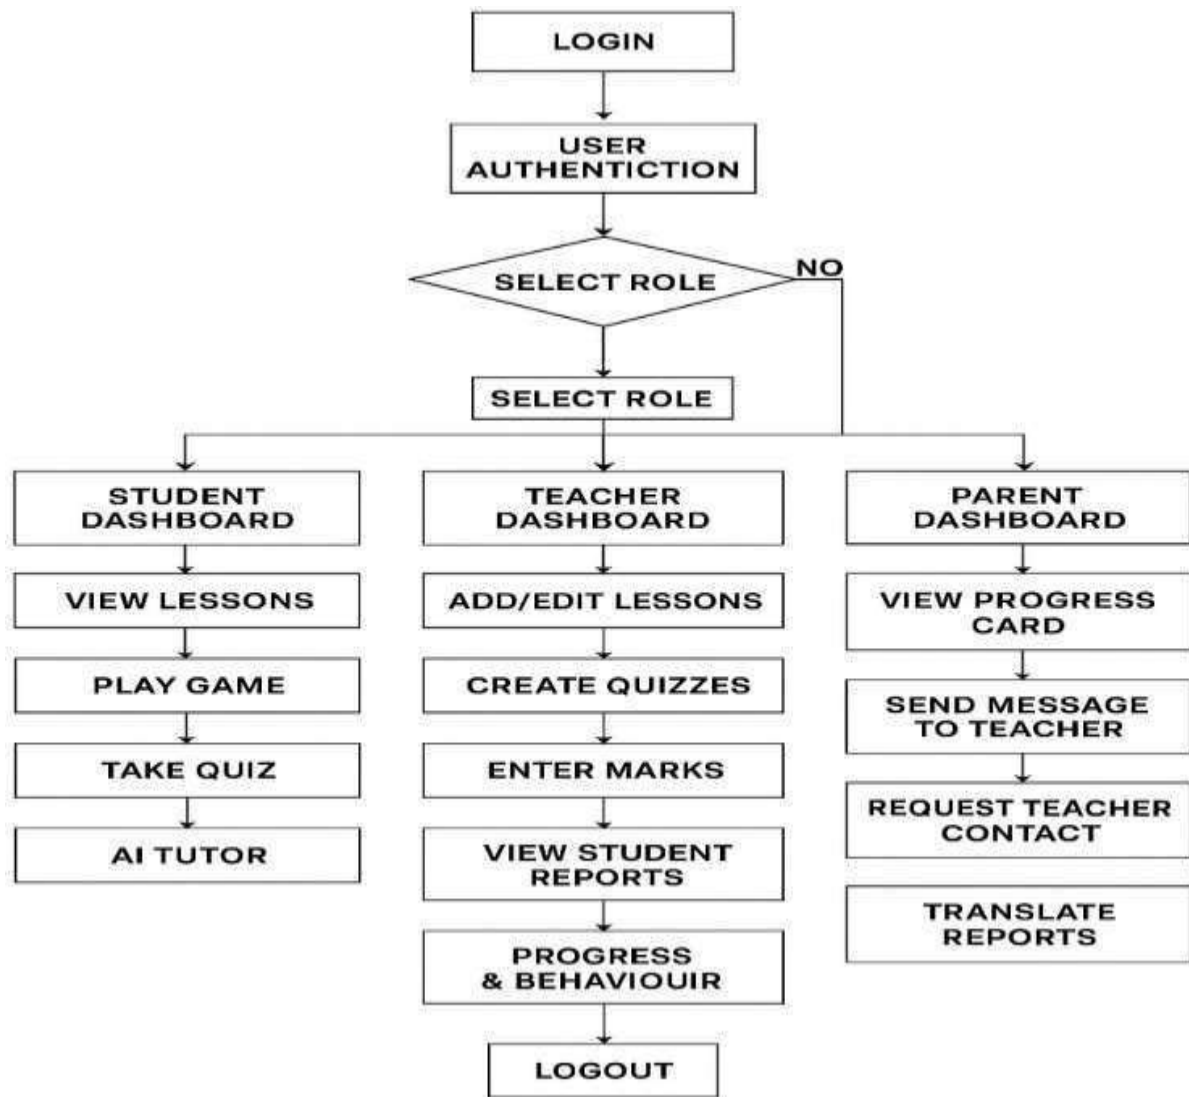 LOGIN
USER
AUTHENTICTION
SELECT ROLE
NO
SELECT ROLE
STUDENT
DASHBOARD
VIEW LESSONS
PLAY GAME
TAKE QUIZ
AI TUTOR
TEACHER
DASHBOARD
ADD/EDIT LESSONS
CREATE QUIZZES
ENTER MARKS
VIEW STUDENT
REPORTS
PROGRESS
& BEHAVIOUIR
LOGOUT
PARENT
DASHBOARD
VIEW PROGRESS
CARD
SEND MESSAGE
TO TEACHER
REQUEST TEACHER
CONTACT
TRANSLATE
REPORTS